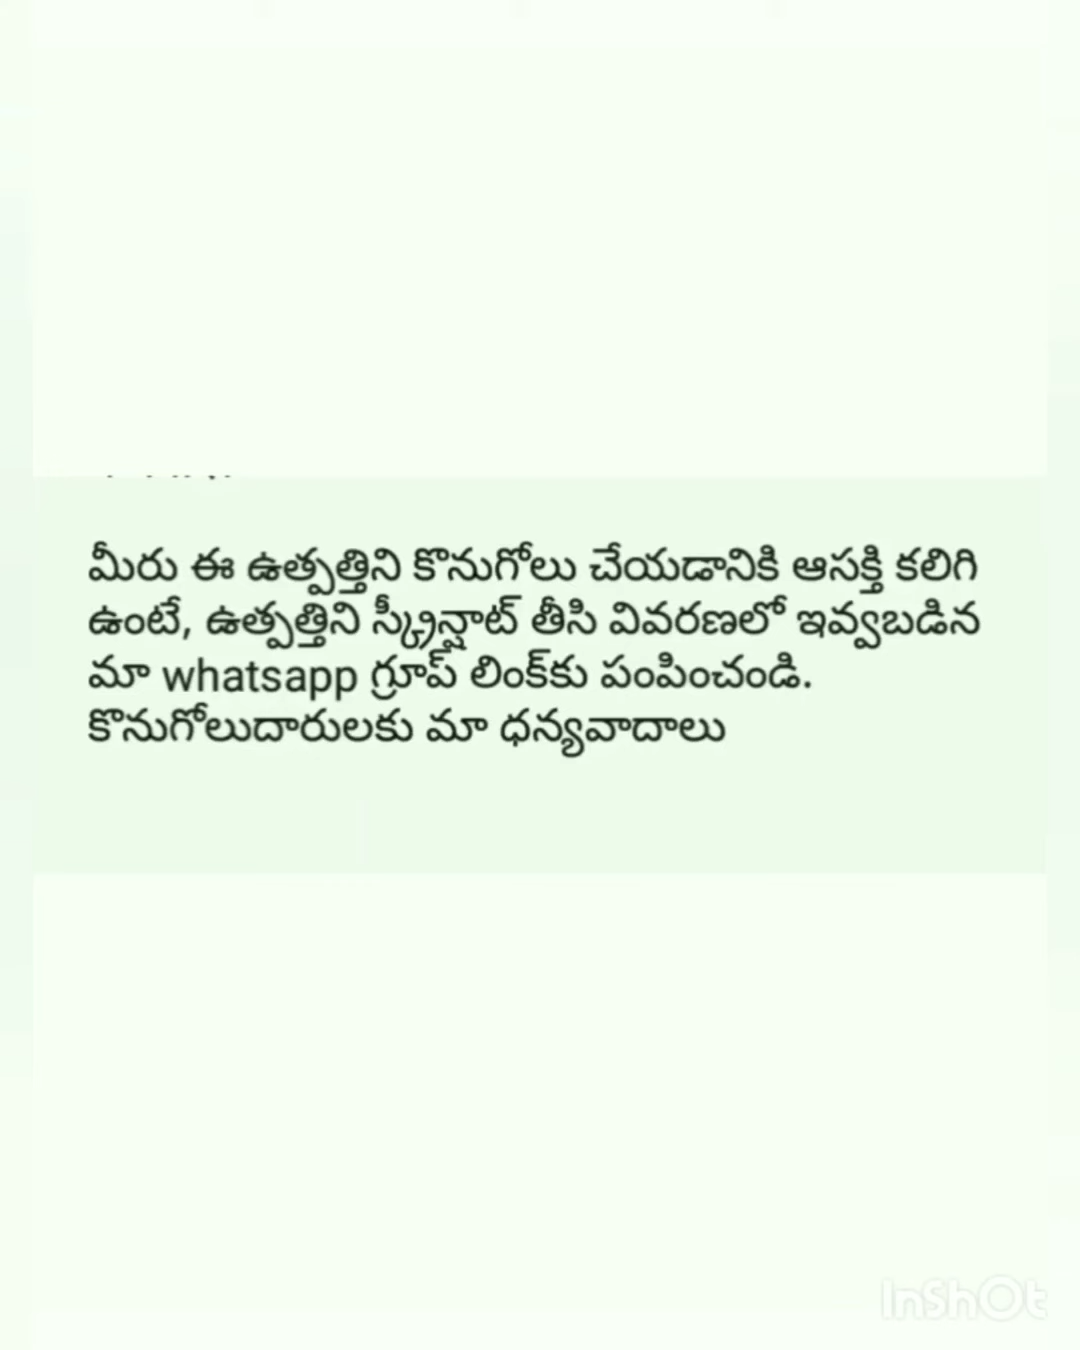 మీరు ఈ ఉత్పత్తిని కొనుగోలు చేయడానికి ఆసక్తి కలిగి
ఉంటే, ఉత్పత్తిని స్క్రీన్షాట్ తీసి వివరణలో ఇవ్వబడిన
మా whatsapp గ్రూప్ లింక్‌కు పంపించండి.
కొనుగోలుదారులకు మా ధన్యవాదాలు
InShOt